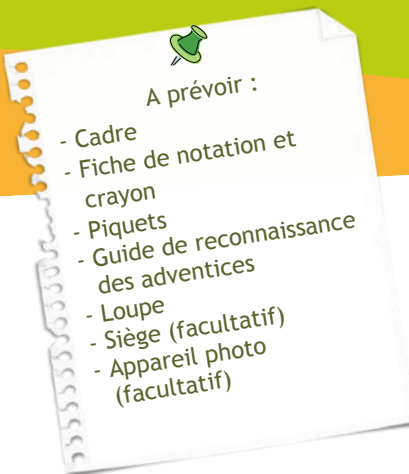 A prévoir :
- Cadre
- Fiche de notation et
crayon
- Piquets
- Guide de reconnaissance
des adventices
- Loupe
- Siège (facultatif)
- Appareil photo
(facultatif)